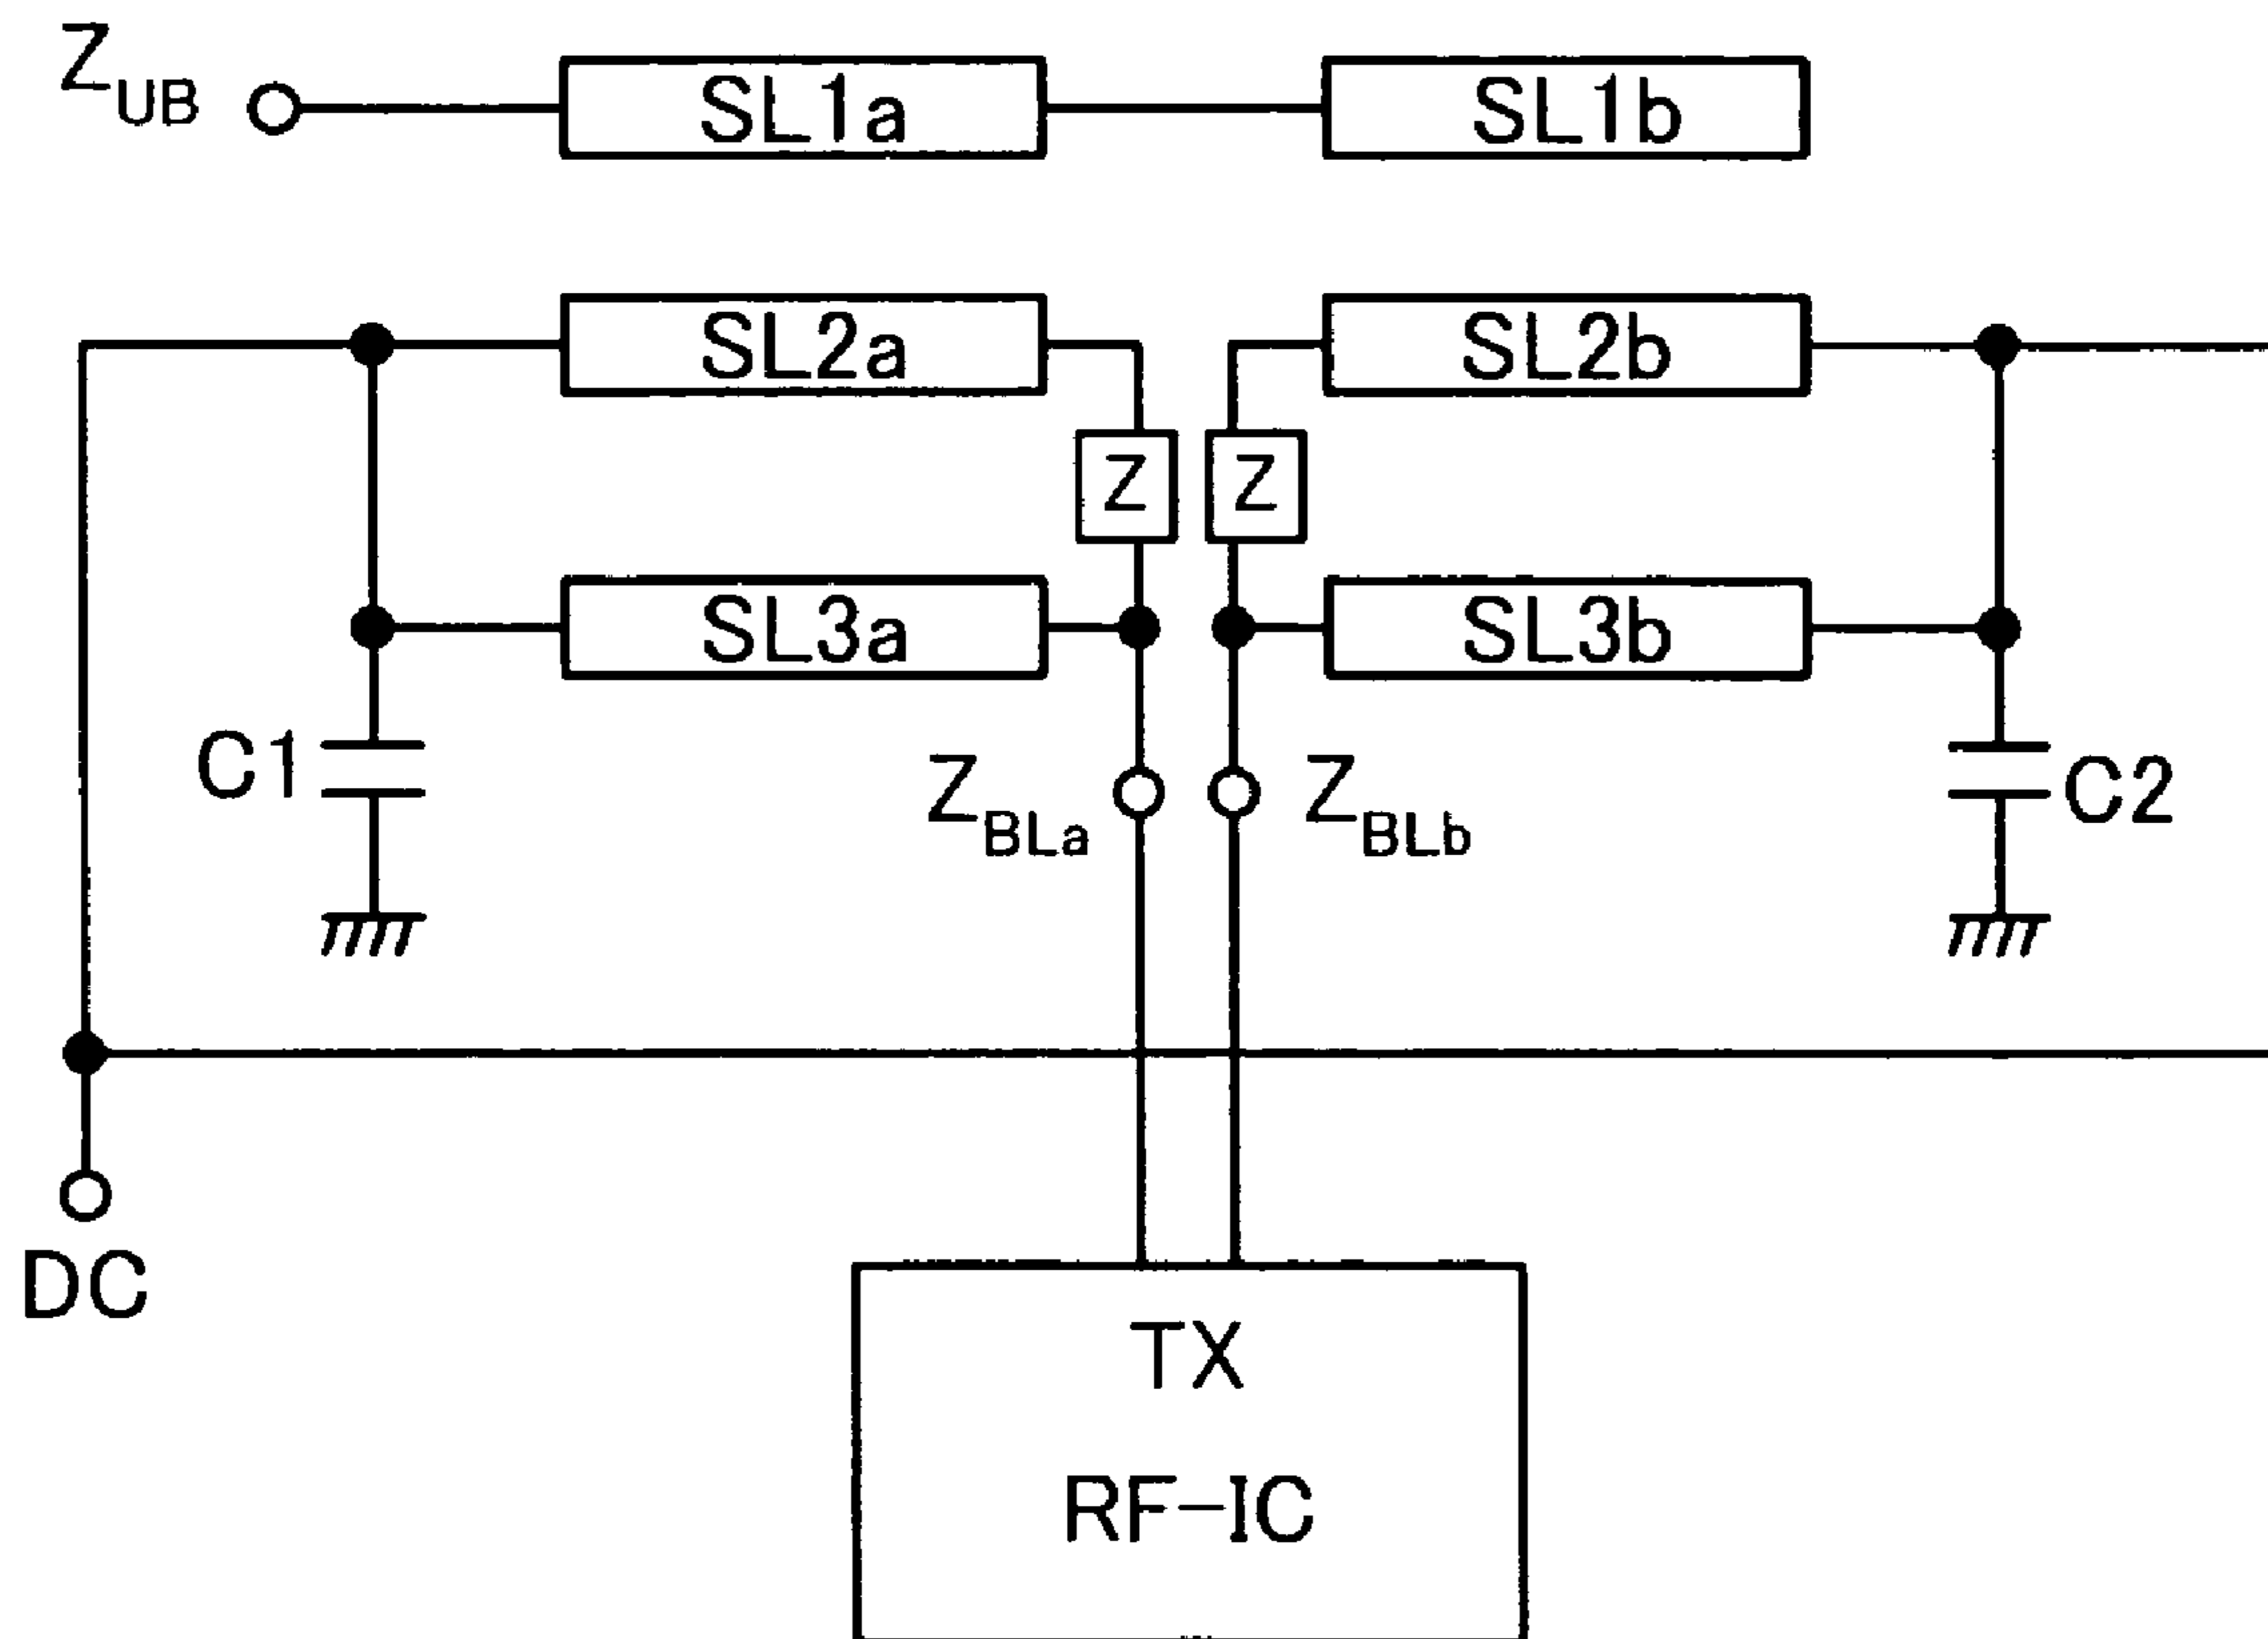 Z_UB
SL1a
SL1b
SL2a
SL2b
Z
Z
SL3a
SL3b
C1
Z_BLa
Z_BLb
C2
DC
TX
RF-IC